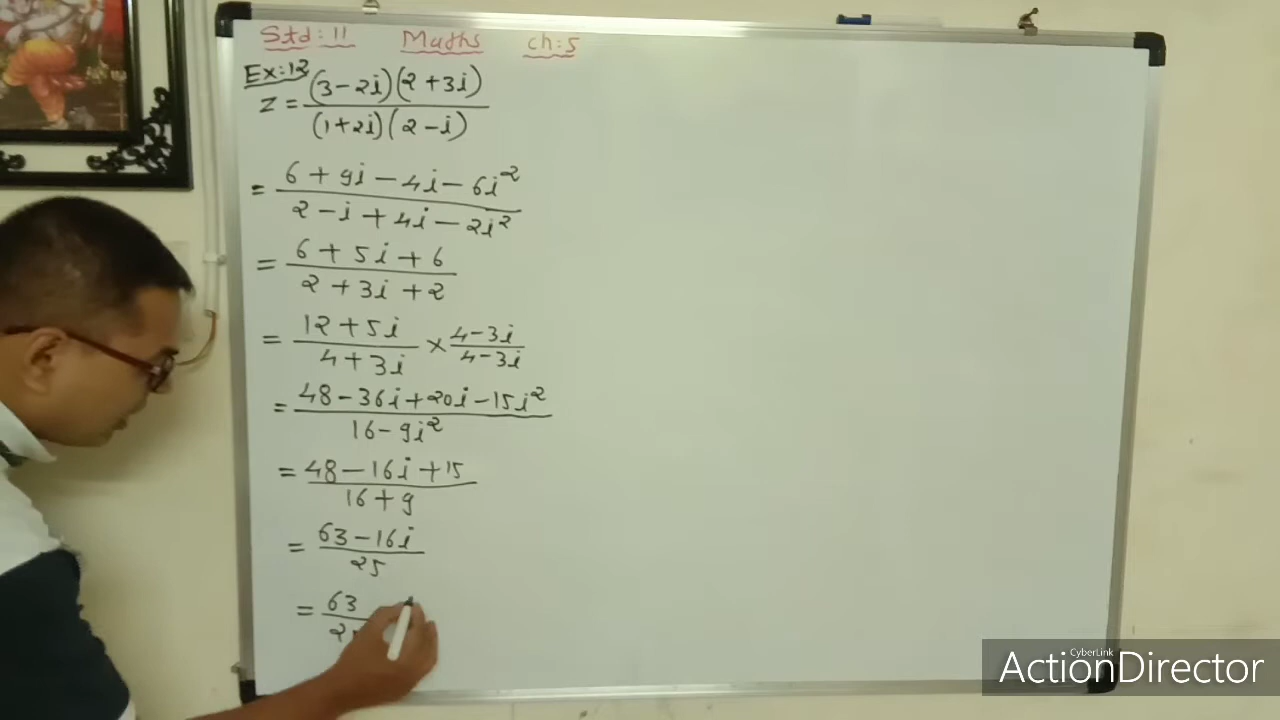 Std: 11 Maths ch: 5
Ex: 12
z = (3-2i)(2+3i) / (1+2i)(2-i)
= 6+9i-4i-6i² / 2-i+4i-2i²
= 6+5i+6 / 2+3i+2
= 12+5i / 4+3i × 4-3i / 4-3i
= 48-36i+20i-15i² / 16-9i²
= 48-16i+15 / 16+9
= 63-16i / 25
= 63
CyberLink
ActionDirector